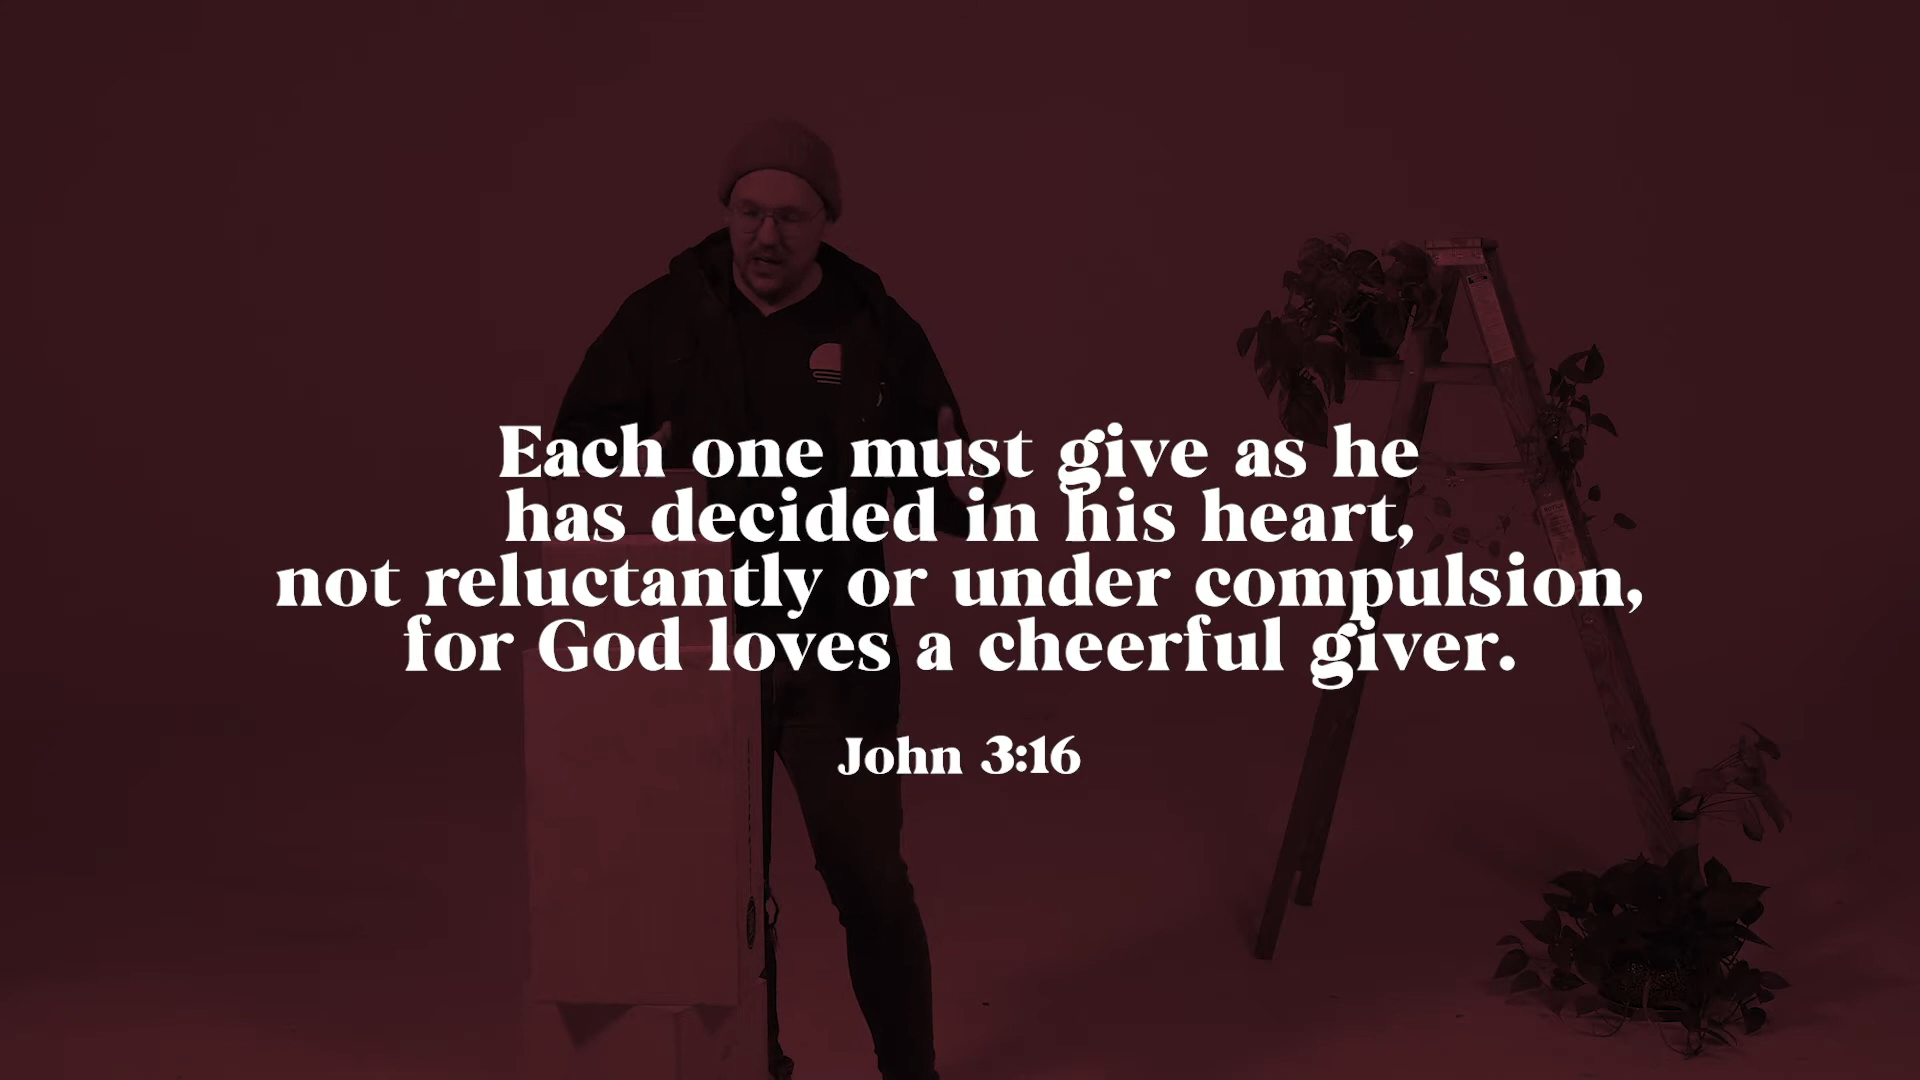 Each one must give as he
has decided in his heart,
not reluctantly or under compulsion,
for God loves a cheerful giver.
John 3:16